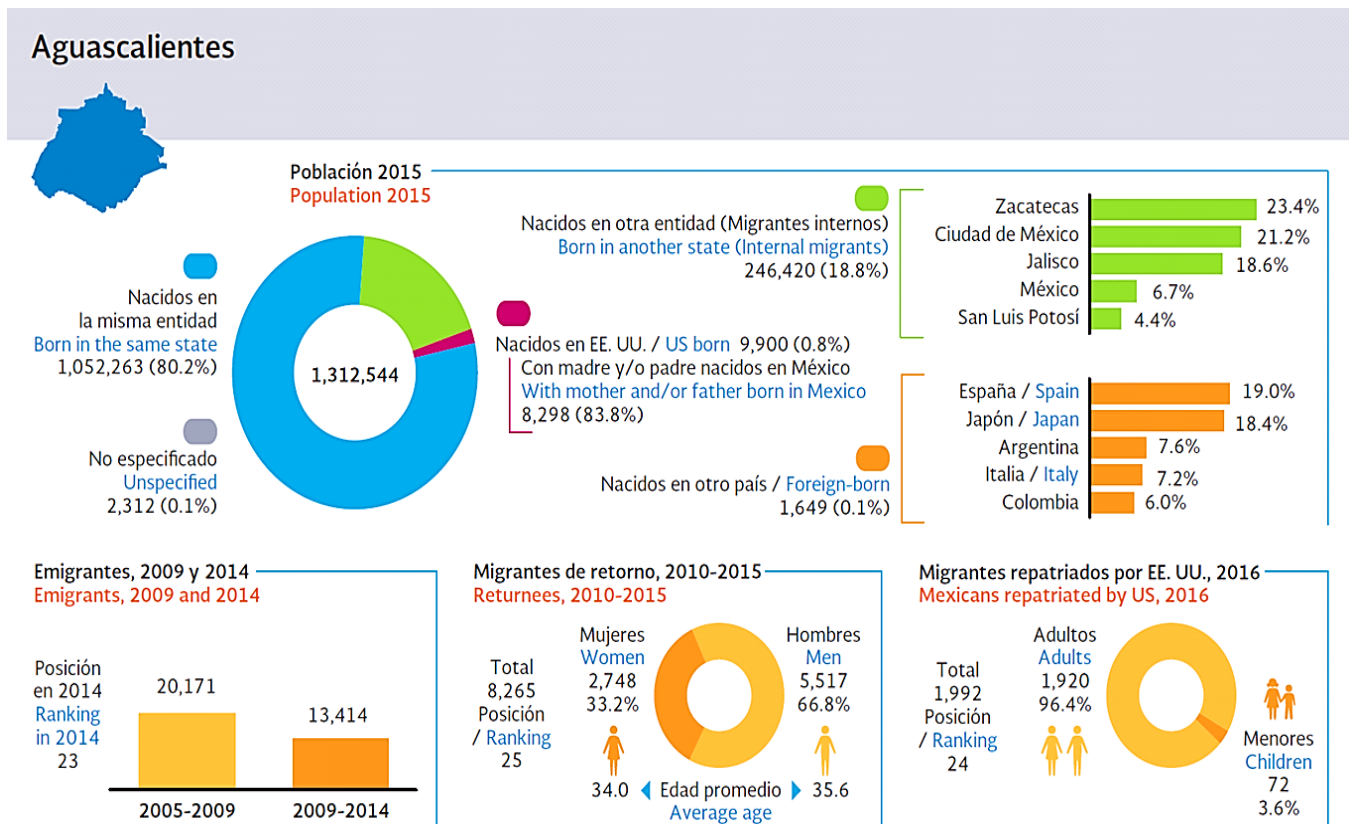 Aguascalientes
Población 2015
Population 2015
Nacidos en
la misma entidad
Born in the same state
1,052,263 (80.2%)
No especificado
Unspecified
2,312 (0.1%)
1,312,544
Nacidos en otra entidad (Migrantes internos)
Born in another state (Internal migrants)
246,420 (18.8%)
Zacatecas 23.4%
Ciudad de México 21.2%
Jalisco 18.6%
México 6.7%
San Luis Potosí 4.4%
Nacidos en EE. UU. / US born 9,900 (0.8%)
Con madre y/o padre nacidos en México
With mother and/or father born in Mexico
8,298 (83.8%)
Nacidos en otro país / Foreign-born
1,649 (0.1%)
España / Spain 19.0%
Japón / Japan 18.4%
Argentina 7.6%
Italia / Italy 7.2%
Colombia 6.0%
Emigrantes, 2009 y 2014
Emigrants, 2009 and 2014
Posición
en 2014
Ranking
in 2014
23
20,171
13,414
2005-2009
2009-2014
Migrantes de retorno, 2010-2015
Returnees, 2010-2015
Total
8,265
Posición
/ Ranking
25
Mujeres
Women
2,748
33.2%
Hombres
Men
5,517
66.8%
34.0 Edad promedio 35.6
Average age
Migrantes repatriados por EE. UU., 2016
Mexicans repatriated by US, 2016
Total
1,992
Posición
/ Ranking
24
Adultos
Adults
1,920
96.4%
Menores
Children
72
3.6%